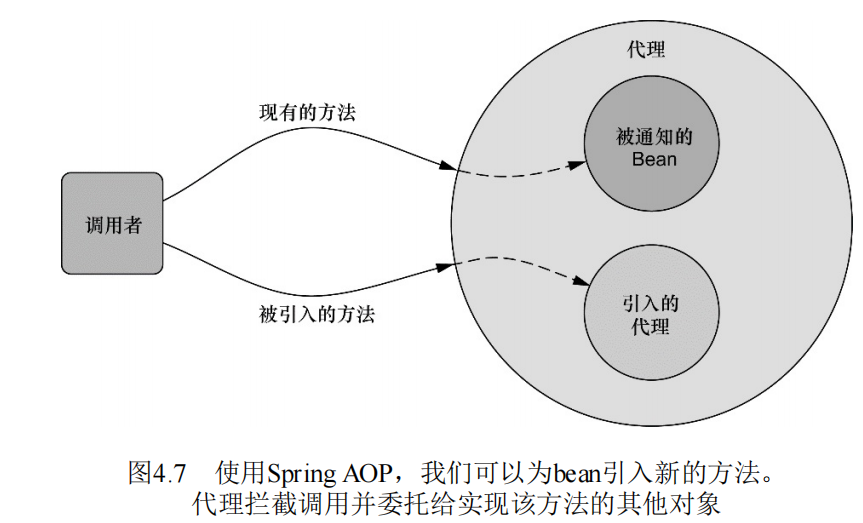 代理
现有的方法
被通知的
Bean
调用者
引入的
代理
被引入的方法
图4.7 使用Spring AOP，我们可以为bean引入新的方法。
代理拦截调用并委托给实现该方法的其他对象